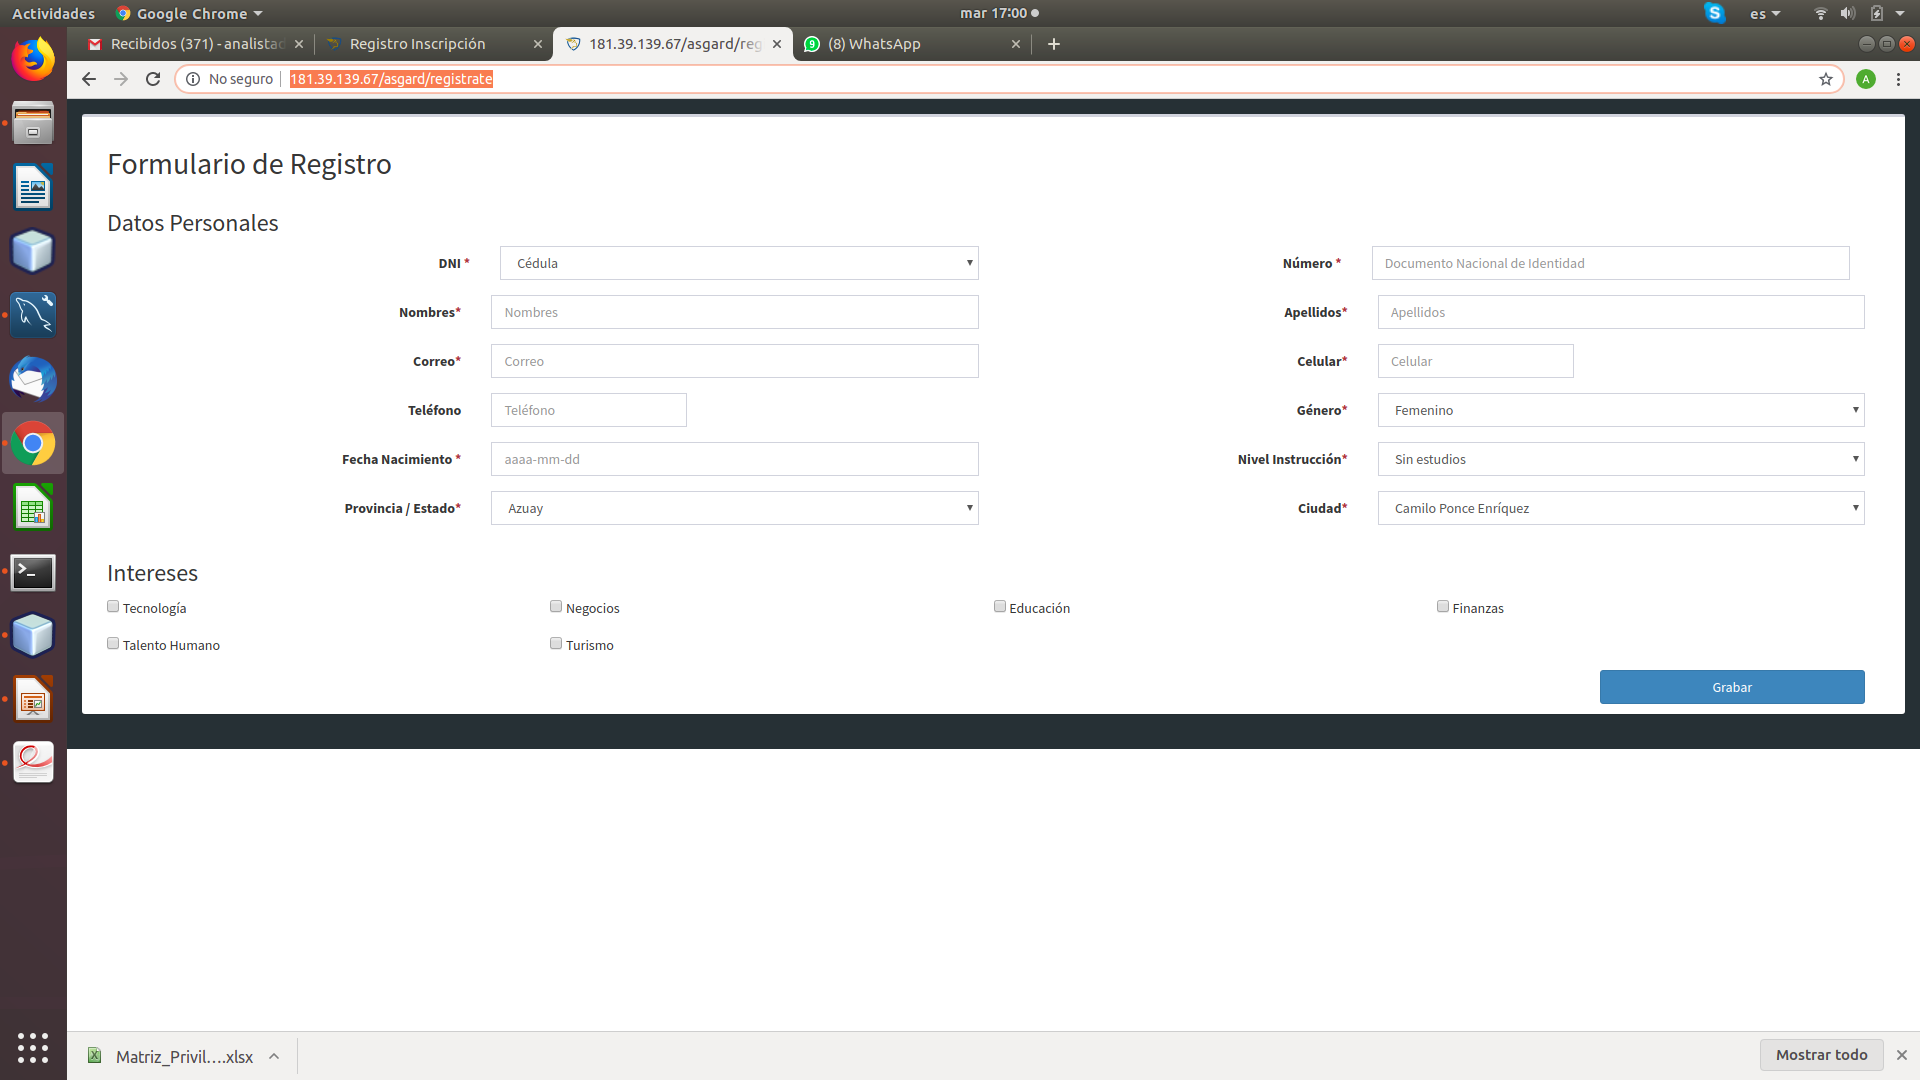 Actividades Google Chrome mar 17:00 es
Recibidos (371) - analistad Registro Inscripción 181.39.139.67/asgard/reg (8) WhatsApp
No seguro 181.39.139.67/asgard/registrate A
Formulario de Registro
Datos Personales
DNI * Cédula Número * Documento Nacional de Identidad
Nombres* Nombres Apellidos* Apellidos
Correo* Correo Celular* Celular
Teléfono Teléfono Género* Femenino
Fecha Nacimiento * aaaa-mm-dd Nivel Instrucción* Sin estudios
Provincia / Estado* Azuay Ciudad* Camilo Ponce Enríquez
Intereses
Tecnología Negocios Educación Finanzas
Talento Humano Turismo
Grabar
Matriz_Privil....xlsx Mostrar todo